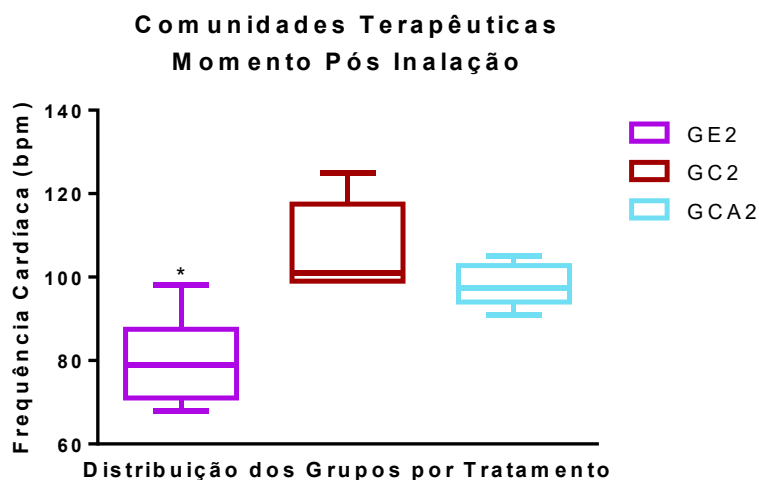 Comunidades Terapêuticas
Momento Pós Inalação
Frequência Cardíaca (bpm)
140
120
100
80
60
*
GE2
GC2
GCA2
Distribuição dos Grupos por Tratamento